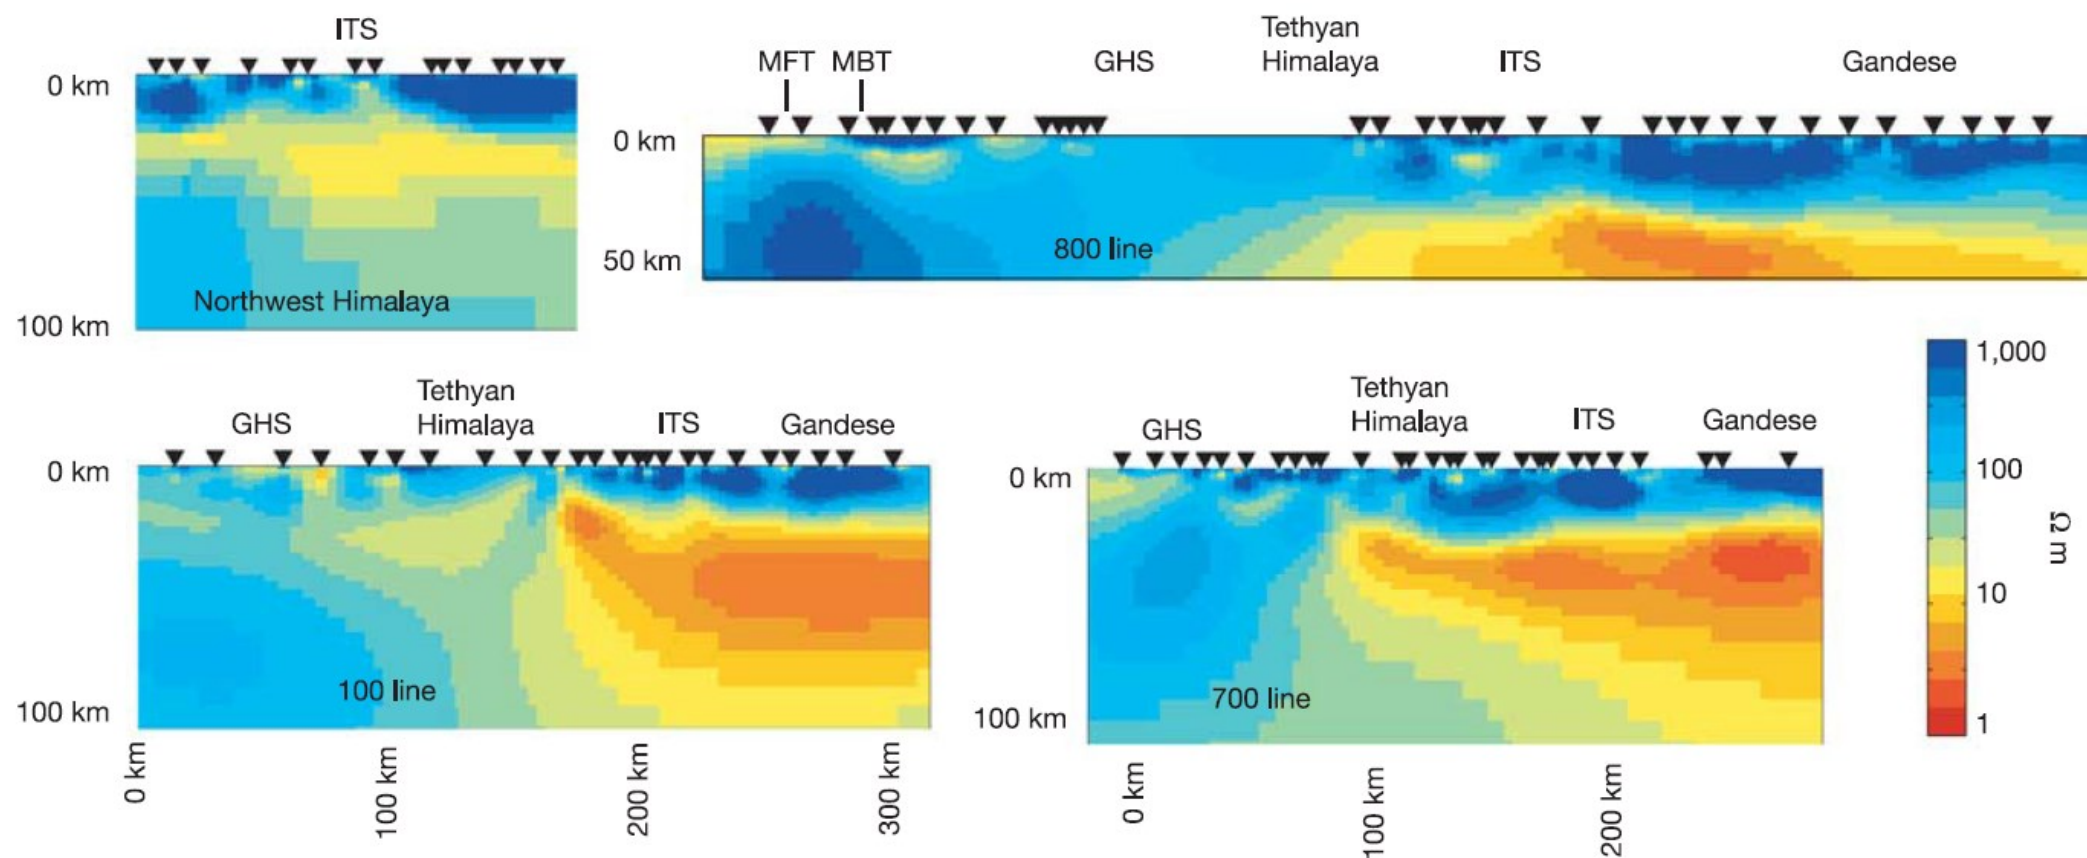 ITS
0 km
100 km
Northwest Himalaya
MFT MBT GHS Tethyan Himalaya ITS Gandese
0 km
50 km
800 line
GHS Tethyan Himalaya ITS Gandese
0 km
100 km
100 line
0 km 100 km 200 km 300 km
GHS Tethyan Himalaya ITS Gandese
0 km
100 km
700 line
0 km 100 km 200 km
1,000
100
10
1
Ω m